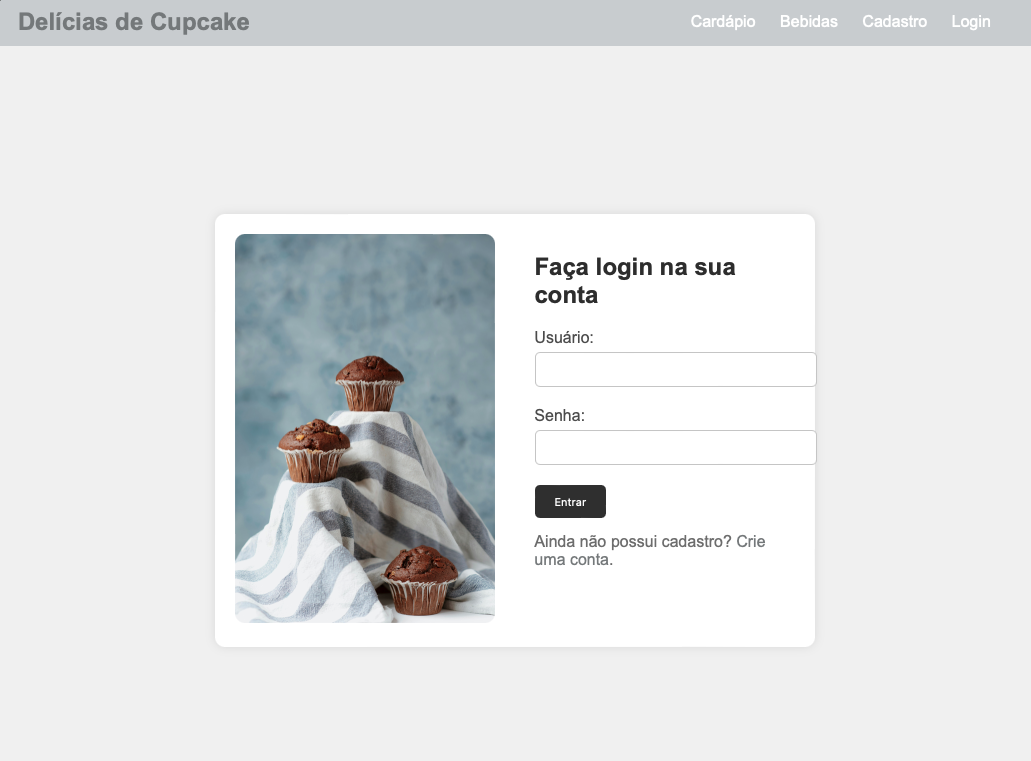 Delícias de Cupcake
Cardápio Bebidas Cadastro Login
Faça login na sua
conta
Usuário:
Senha:
Entrar
Ainda não possui cadastro? Crie
uma conta.